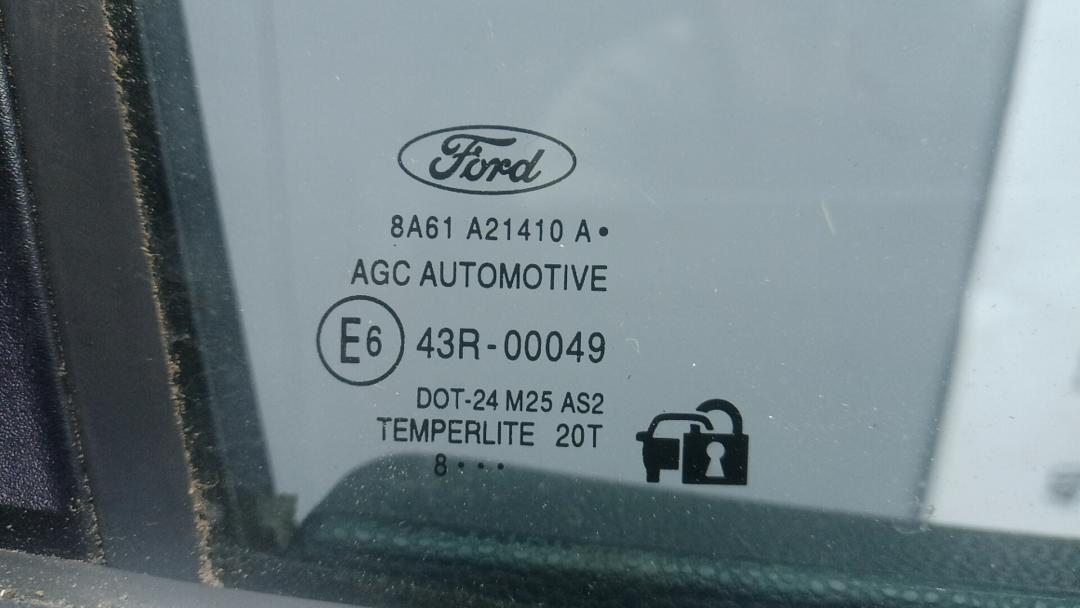 Ford
8A61 A21410 A•
AGC AUTOMOTIVE
E6 43R-00049
DOT-24 M25 AS2
TEMPERLITE 20T
8 • • •